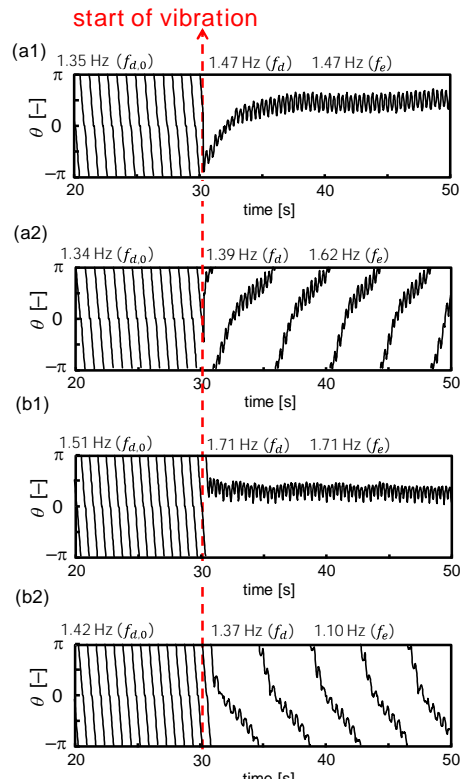 start of vibration
(a1)
1.35 Hz (f_{d,0}) 1.47 Hz (f_d) 1.47 Hz (f_e)
π
0
−π
θ [−]
20 30 40 50
time [s]
(a2)
1.34 Hz (f_{d,0}) 1.39 Hz (f_d) 1.62 Hz (f_e)
π
0
−π
θ [−]
20 30 40 50
time [s]
(b1)
1.51 Hz (f_{d,0}) 1.71 Hz (f_d) 1.71 Hz (f_e)
π
0
−π
θ [−]
20 30 40 50
time [s]
(b2)
1.42 Hz (f_{d,0}) 1.37 Hz (f_d) 1.10 Hz (f_e)
π
0
−π
θ [−]
20 30 40 50
time [s]